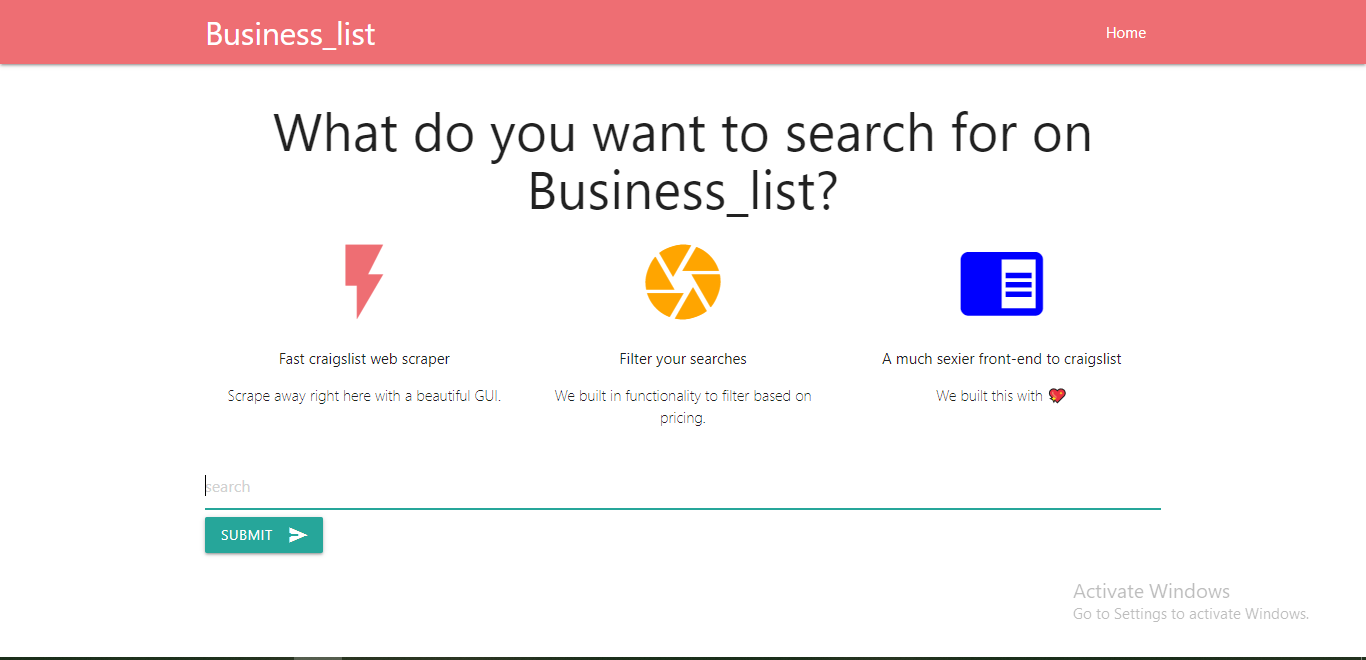 Business_list
Home
What do you want to search for on
Business_list?
Fast craigslist web scraper
Scrape away right here with a beautiful GUI.
Filter your searches
We built in functionality to filter based on
pricing.
A much sexier front-end to craigslist
We built this with 💘
search
SUBMIT
Activate Windows
Go to Settings to activate Windows.